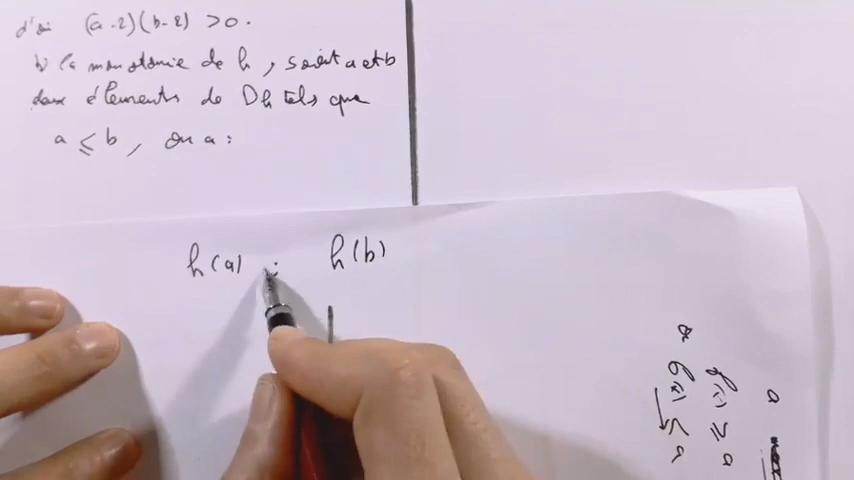 d'où (a-2)(b-2) > 0.
b) la monotonie de h, soient a et b
deux éléments de Dh tels que
a ≤ b, on a :
h(a) h(b)
a
f(x) ≥ a
f(x) ≤ a